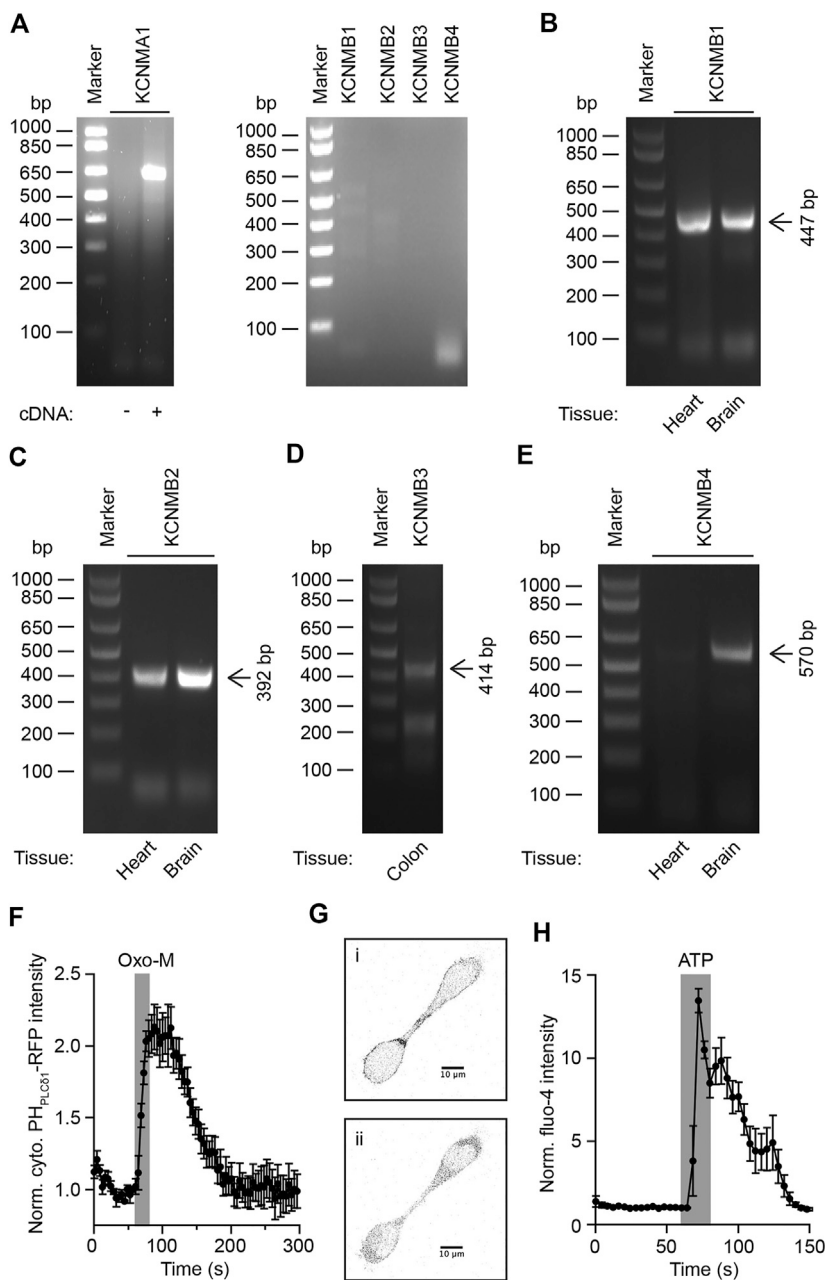 A
bp
Marker
KCNMA1
1000
850
650
500
400
300
200
100
cDNA: - +
bp
Marker
KCNMB1
KCNMB2
KCNMB3
KCNMB4
1000
850
650
500
400
300
200
100
B
bp
Marker
KCNMB1
1000
850
650
500
400
300
200
100
447 bp
Tissue: Heart Brain
C
bp
Marker
KCNMB2
1000
850
650
500
400
300
200
100
392 bp
Tissue: Heart Brain
D
bp
Marker
KCNMB3
1000
850
650
500
400
300
200
100
414 bp
Tissue: Colon
E
bp
Marker
KCNMB4
1000
850
650
500
400
300
200
100
570 bp
Tissue: Heart Brain
F
Oxo-M
Norm. cyto. PHPLCδ1-RFP intensity
2.5
2.0
1.5
1.0
0 100 200 300
Time (s)
G
i
10 μm
ii
10 μm
H
ATP
Norm. fluo-4 intensity
15
10
5
0
0 50 100 150
Time (s)